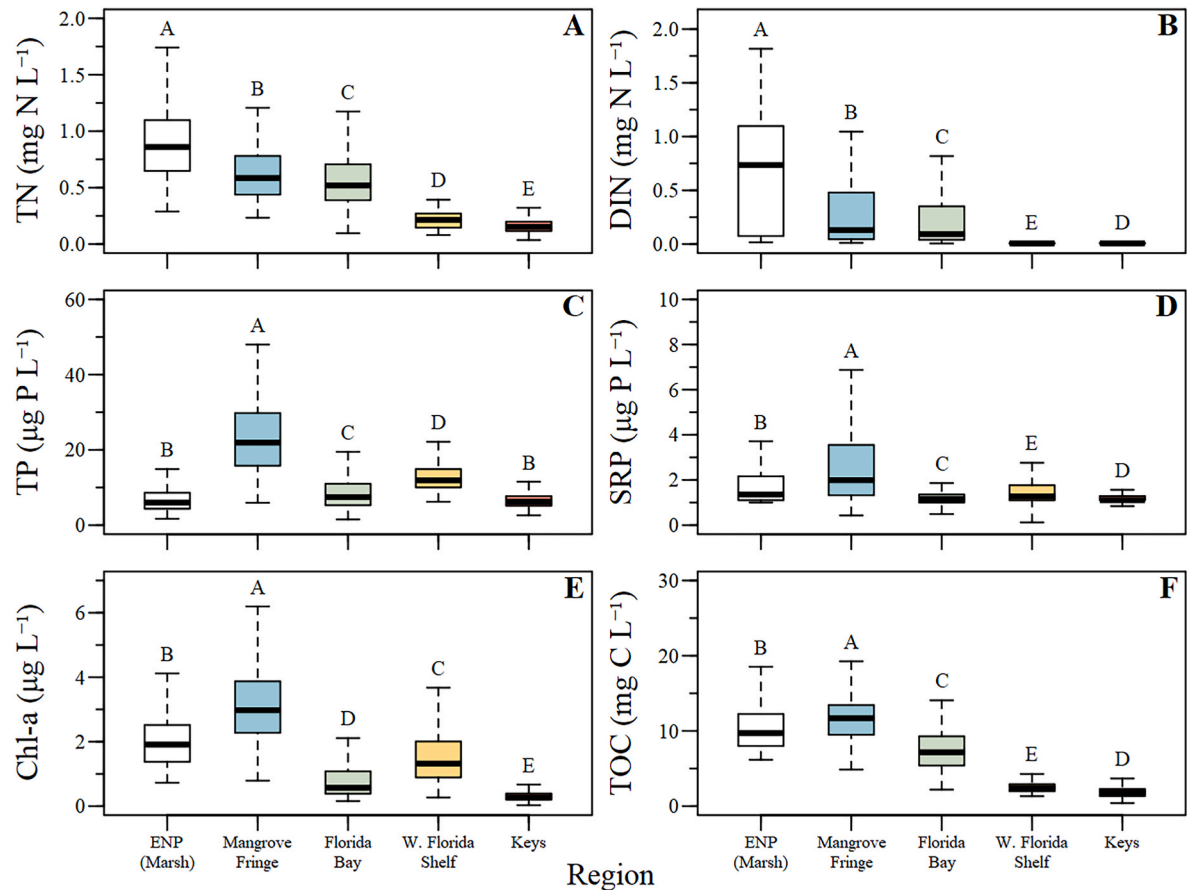 A
TN (mg N L⁻¹)
2.0
1.5
1.0
0.5
0.0
A
B
C
D
E
B
DIN (mg N L⁻¹)
2.0
1.5
1.0
0.5
0.0
A
B
C
E
D
C
TP (µg P L⁻¹)
60
40
20
0
B
A
C
D
B
D
SRP (µg P L⁻¹)
10
8
6
4
2
0
B
A
C
E
D
E
Chl-a (µg L⁻¹)
6
4
2
0
B
A
D
C
E
ENP
(Marsh)
Mangrove
Fringe
Florida
Bay
W. Florida
Shelf
Keys
F
TOC (mg C L⁻¹)
30
20
10
0
B
A
C
E
D
ENP
(Marsh)
Mangrove
Fringe
Florida
Bay
W. Florida
Shelf
Keys
Region